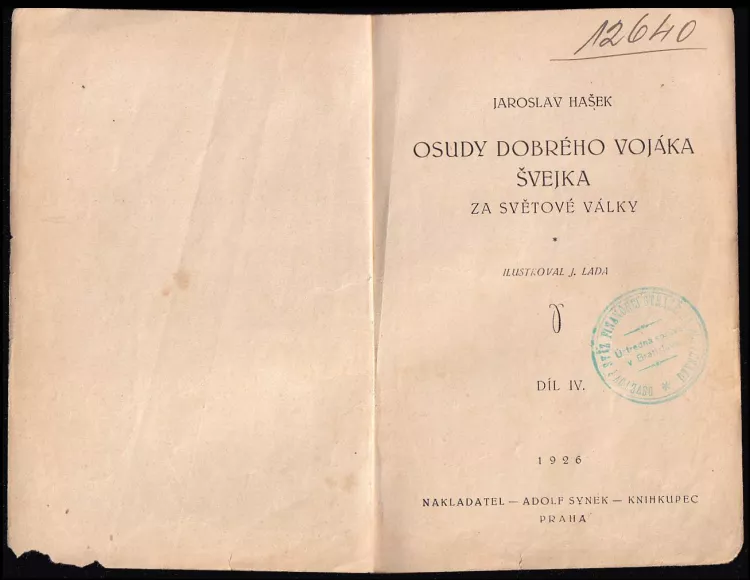 12640
JAROSLAV HAŠEK
OSUDY DOBRÉHO VOJÁKA
ŠVEJKA
ZA SVĚTOVÉ VÁLKY
*
ILUSTROVAL J. LADA
DÍL IV.
1926
NAKLADATEL — ADOLF SYNEK — KNIHKUPEC
PRAHA
Ústredná
v